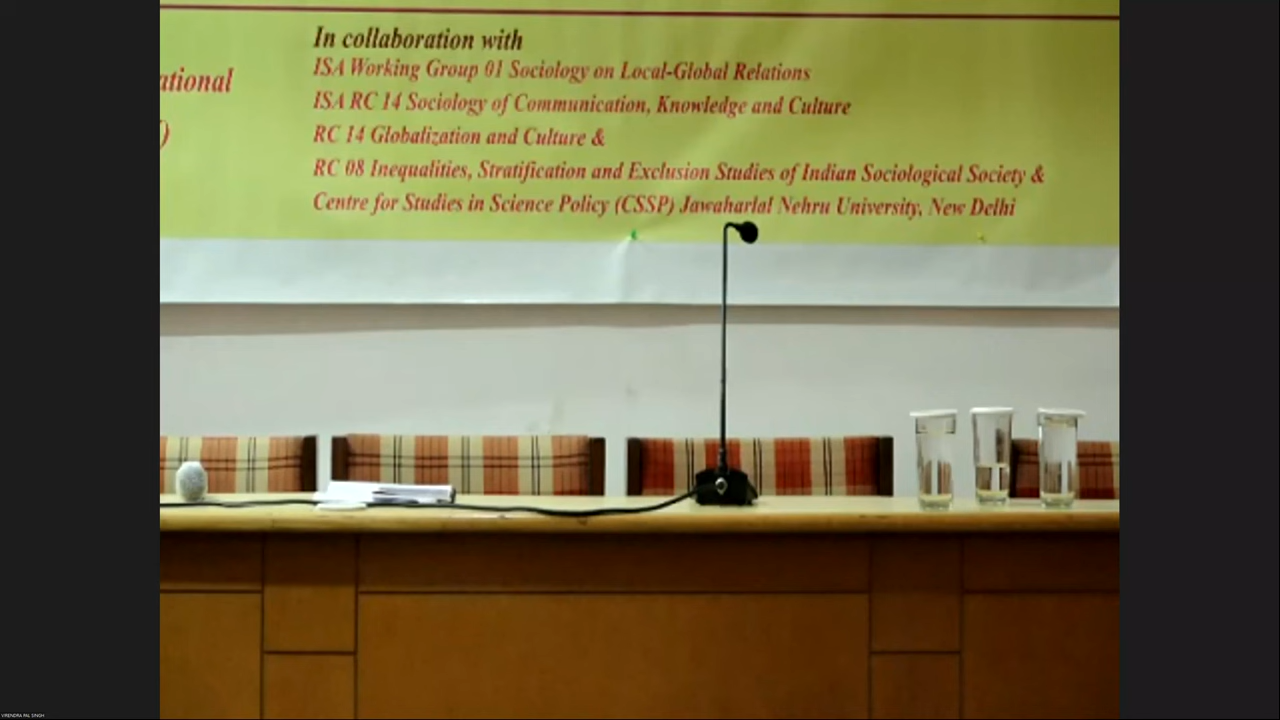 In collaboration with
ational
ISA Working Group 01 Sociology on Local-Global Relations
ISA RC 14 Sociology of Communication, Knowledge and Culture
)
RC 14 Globalization and Culture &
RC 08 Inequalities, Stratification and Exclusion Studies of Indian Sociological Society &
Centre for Studies in Science Policy (CSSP) Jawaharlal Nehru University, New Delhi
VIRENDRA PAL SINGH